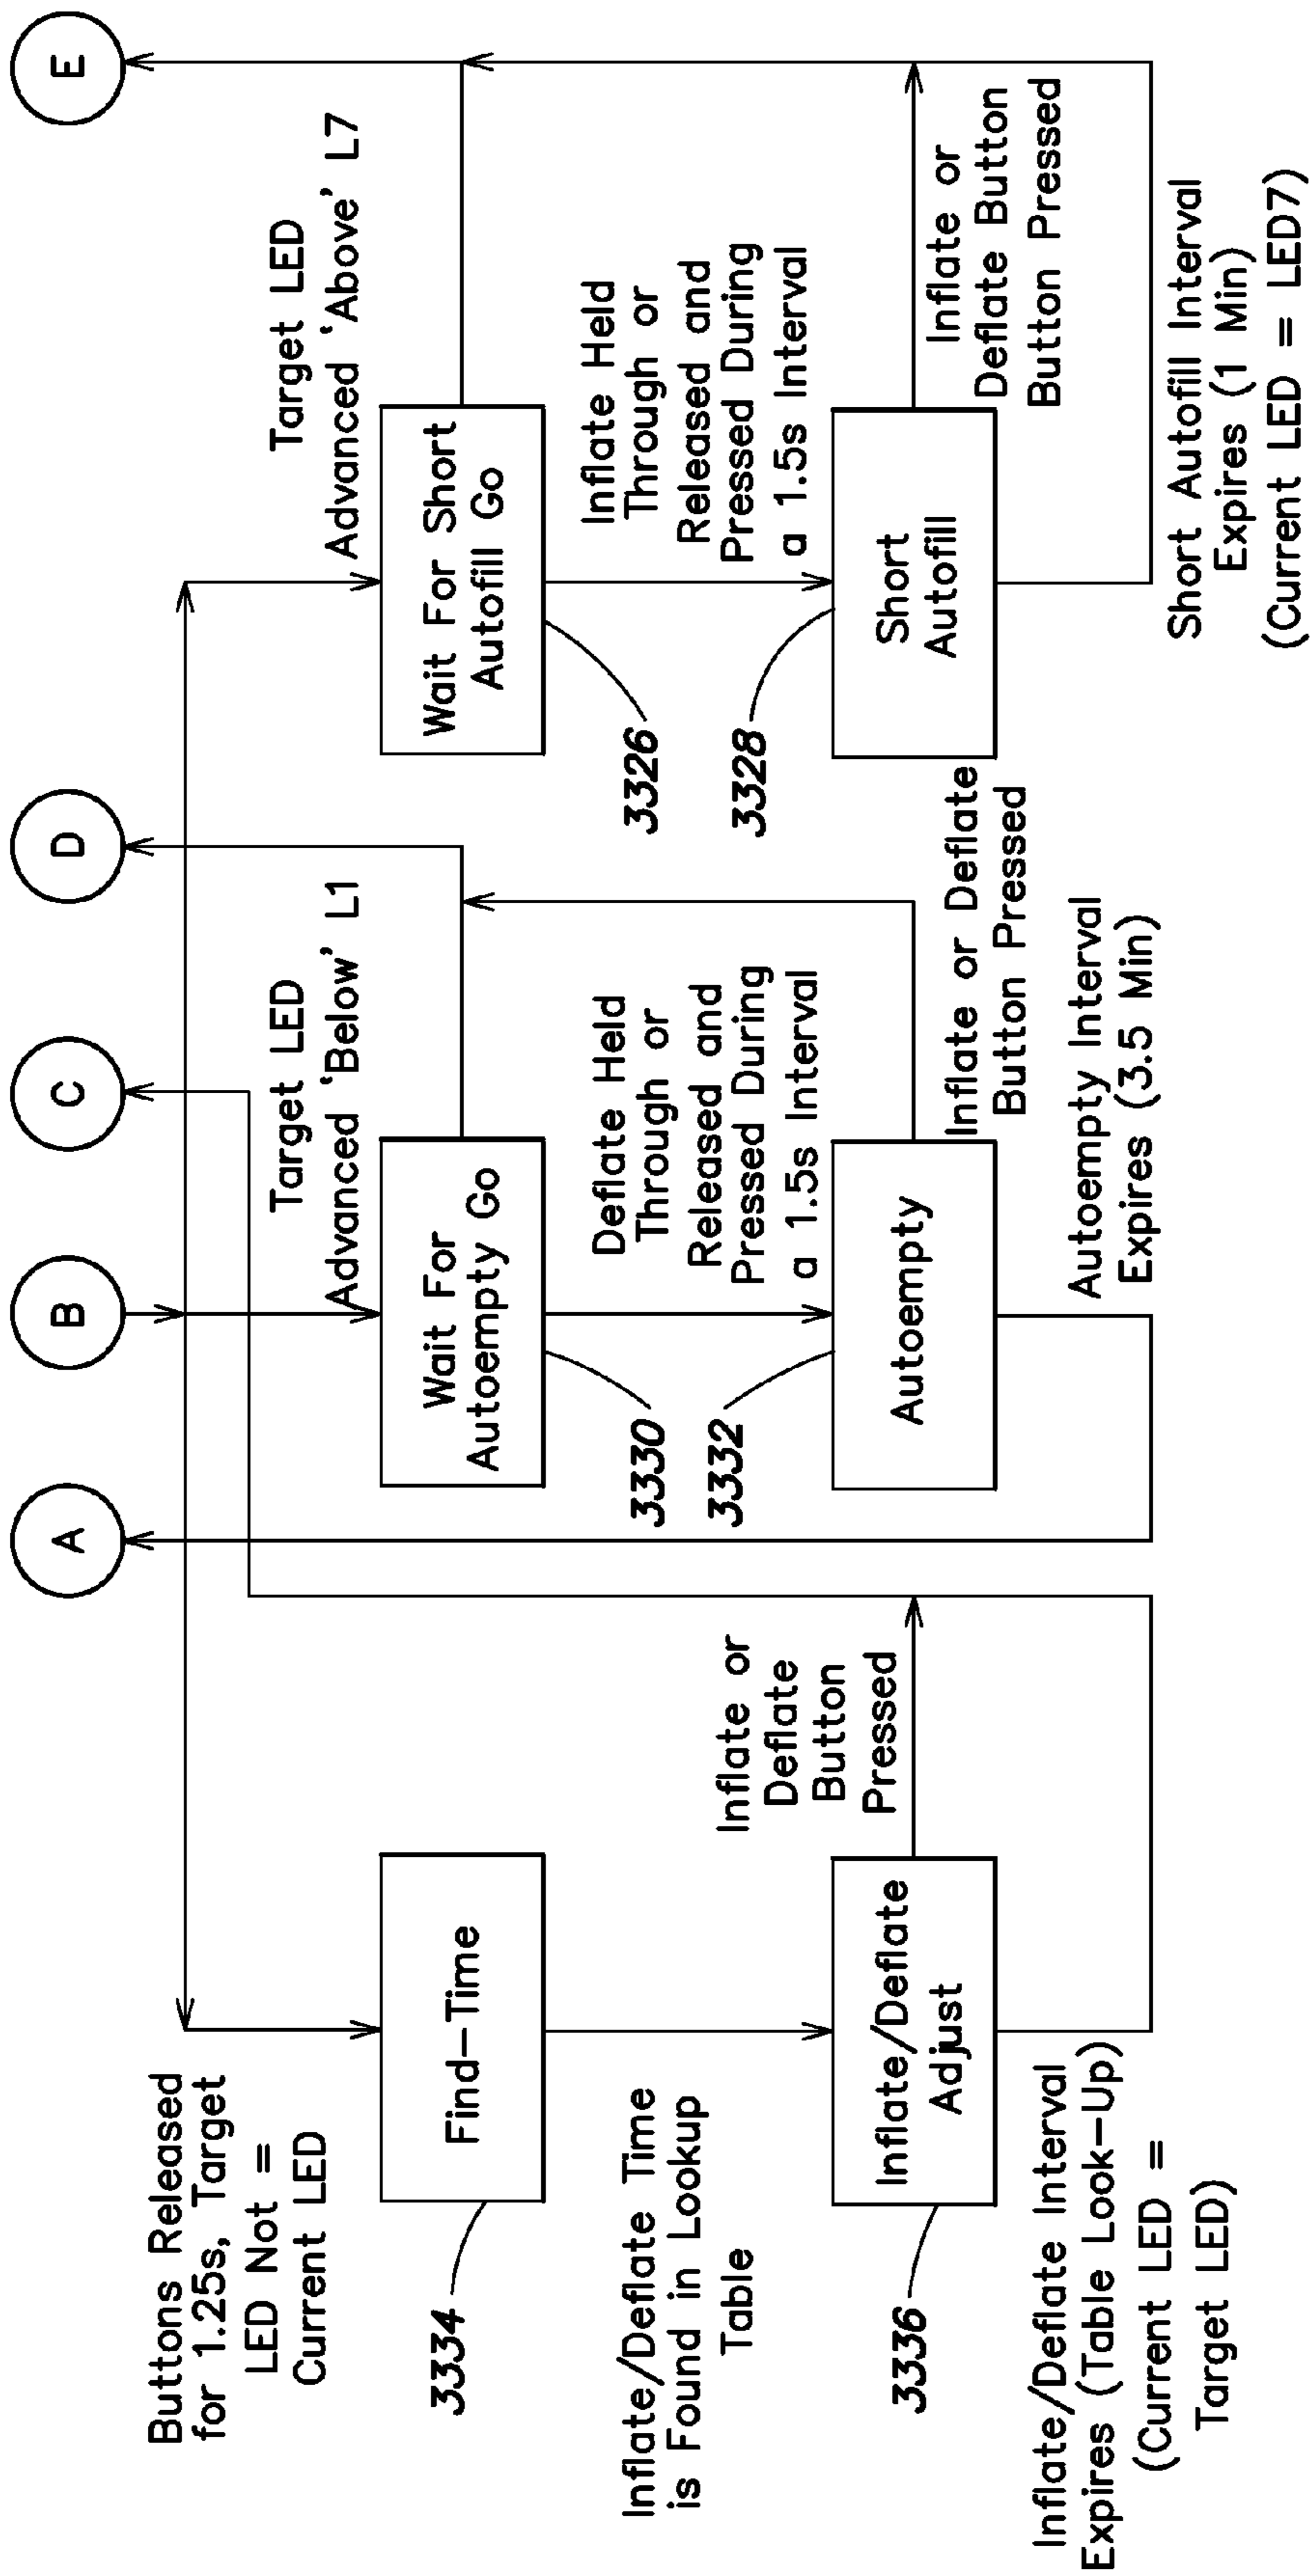 A
B
C
D
E
Buttons Released
for 1.25s, Target
LED Not =
Current LED
Target LED
Advanced 'Below' L1
Target LED
Advanced 'Above' L7
Find-Time
Wait For
Autoempty Go
Wait For Short
Autofill Go
3334
3330
3326
Inflate/Deflate Time
is Found in Lookup
Table
Deflate Held
Through or
Released and
Pressed During
a 1.5s Interval
Inflate Held
Through or
Released and
Pressed During
a 1.5s Interval
3336
3332
3328
Inflate/Deflate
Adjust
Inflate or
Deflate
Button
Pressed
Autoempty
Inflate or Deflate
Button Pressed
Short
Autofill
Inflate or
Deflate Button
Button Pressed
Inflate/Deflate Interval
Expires (Table Look-Up)
(Current LED =
Target LED)
Autoempty Interval
Expires (3.5 Min)
Short Autofill Interval
Expires (1 Min)
(Current LED = LED7)